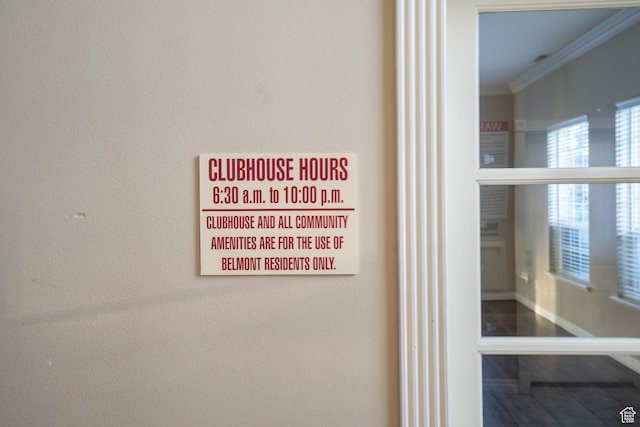 CLUBHOUSE HOURS
6:30 a.m. to 10:00 p.m.
CLUBHOUSE AND ALL COMMUNITY
AMENITIES ARE FOR THE USE OF
BELMONT RESIDENTS ONLY.